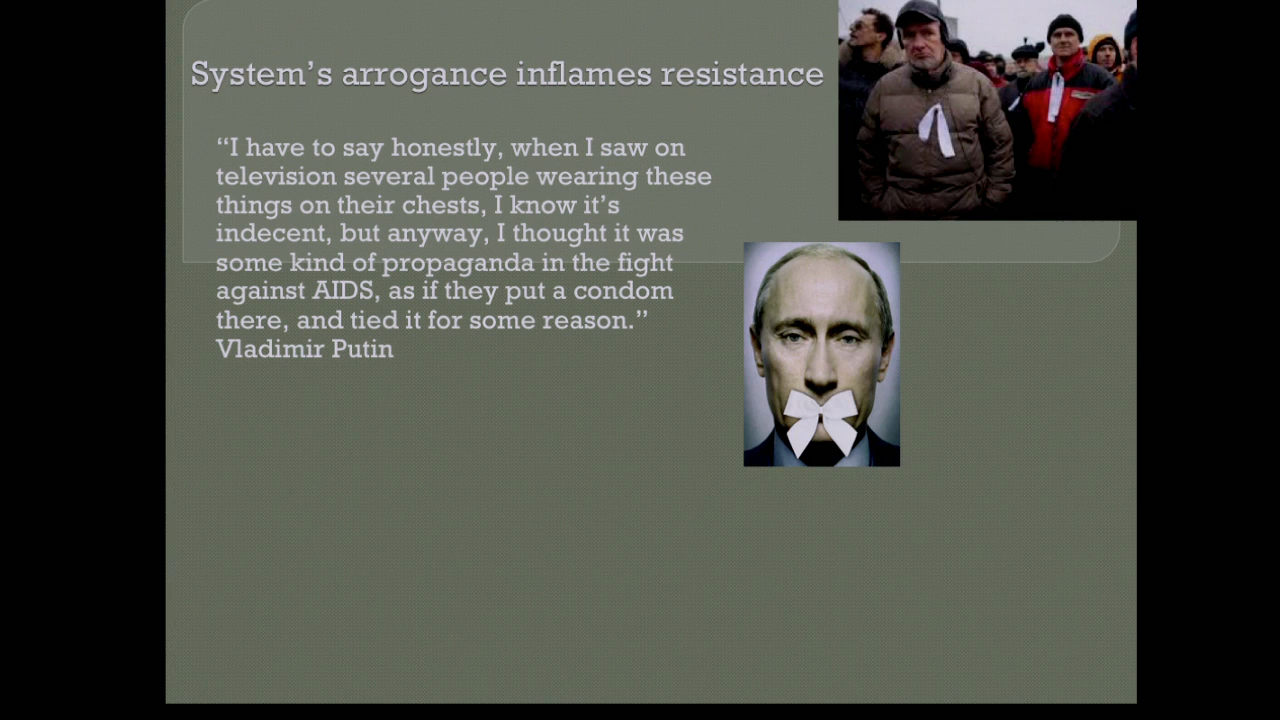 System’s arrogance inflames resistance
“I have to say honestly, when I saw on
television several people wearing these
things on their chests, I know it’s
indecent, but anyway, I thought it was
some kind of propaganda in the fight
against AIDS, as if they put a condom
there, and tied it for some reason.”
Vladimir Putin